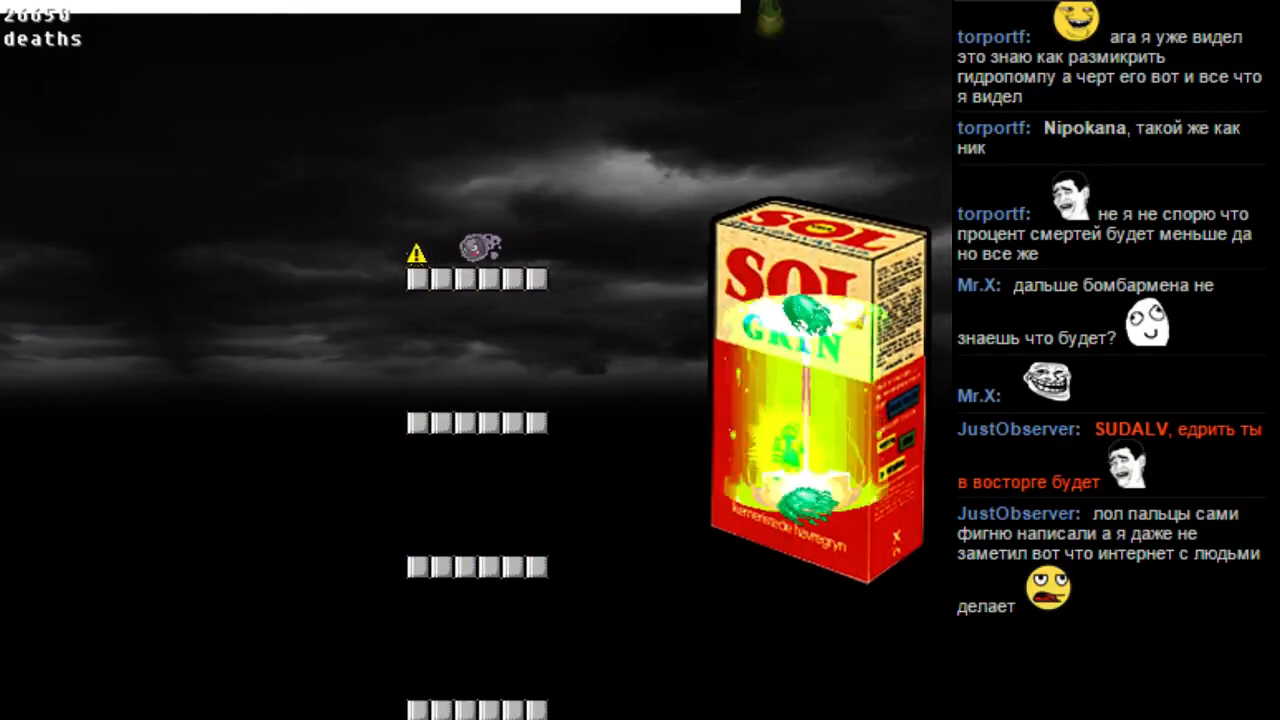 26650
deaths
SOL
SOL
GRYN
kerneristede havregryn
torportf: ага я уже видел
это знаю как размикрить
гидропомпу а черт его вот и все что
я видел
torportf: Nipokana, такой же как
ник
torportf: не я не спорю что
процент смертей будет меньше да
но все же
Mr.X: дальше бомбармена не
знаешь что будет?
Mr.X:
JustObserver: SUDALV, едрить ты
в восторге будет
JustObserver: лол пальцы сами
фигню написали а я даже не
заметил вот что интернет с людьми
делает